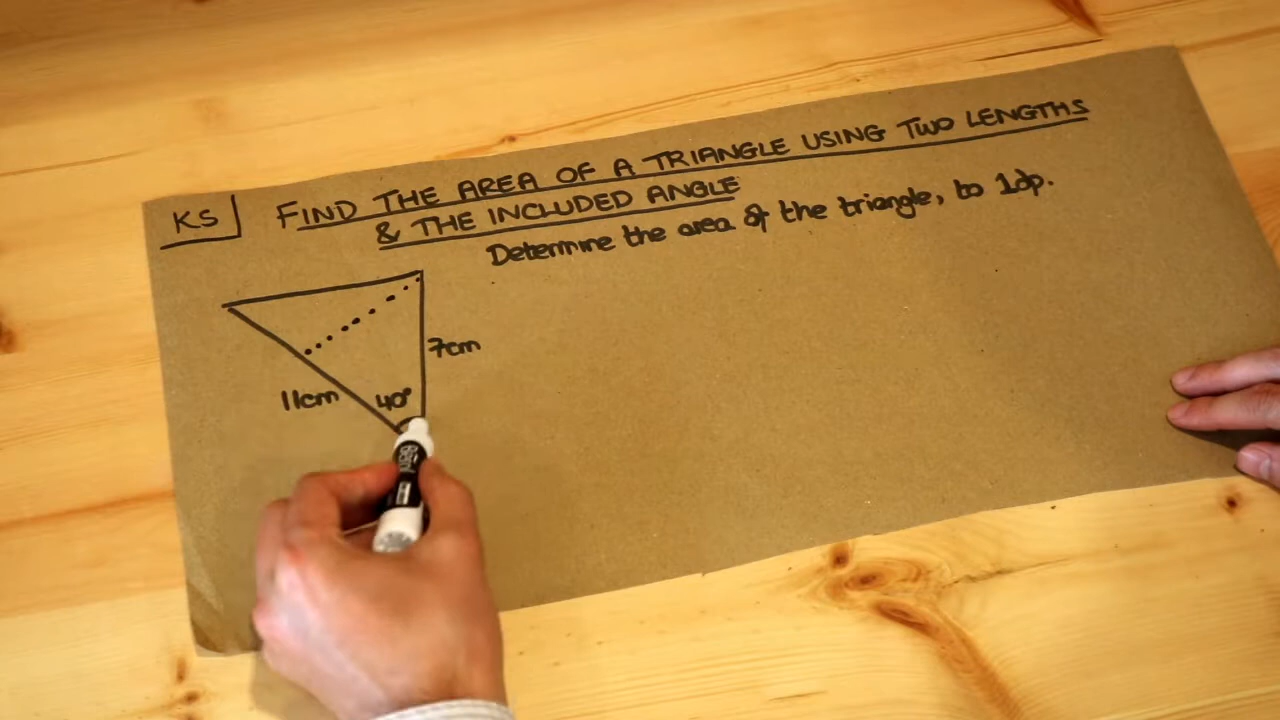 KS
FIND THE AREA OF A TRIANGLE USING TWO LENGTHS
& THE INCLUDED ANGLE
Determine the area of the triangle, to 1dp.
7cm
11cm
40°